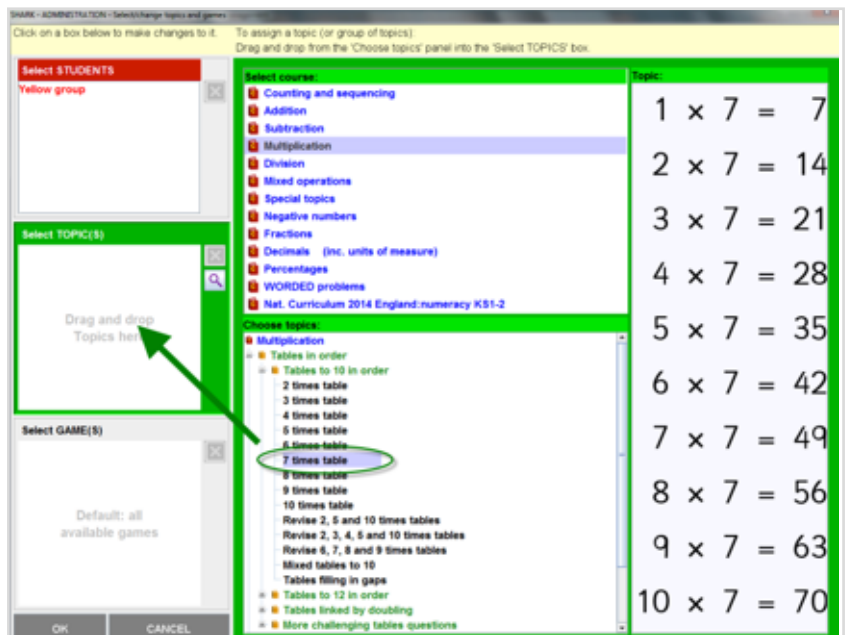 SHARK - ADMINISTRATION - Select/change topics and games
Click on a box below to make changes to it.
To assign a topic (or group of topics):
Drag and drop from the 'Choose topics' panel into the 'Select TOPICS' box.
Select STUDENTS
Yellow group
Select TOPIC(S)
Drag and drop
Topics here
Select GAME(S)
Default: all
available games
OK
CANCEL
Select course:
Counting and sequencing
Addition
Subtraction
Multiplication
Division
Mixed operations
Special topics
Negative numbers
Fractions
Decimals (inc. units of measure)
Percentages
WORDED problems
Nat. Curriculum 2014 England:numeracy KS1-2
Choose topics:
Multiplication
Tables in order
Tables to 10 in order
2 times table
3 times table
4 times table
5 times table
6 times table
7 times table
8 times table
9 times table
10 times table
Revise 2, 5 and 10 times tables
Revise 2, 3, 4, 5 and 10 times tables
Revise 6, 7, 8 and 9 times tables
Mixed tables to 10
Tables filling in gaps
Tables to 12 in order
Tables linked by doubling
More challenging tables questions
Topic:
1 × 7 = 7
2 × 7 = 14
3 × 7 = 21
4 × 7 = 28
5 × 7 = 35
6 × 7 = 42
7 × 7 = 49
8 × 7 = 56
9 × 7 = 63
10 × 7 = 70